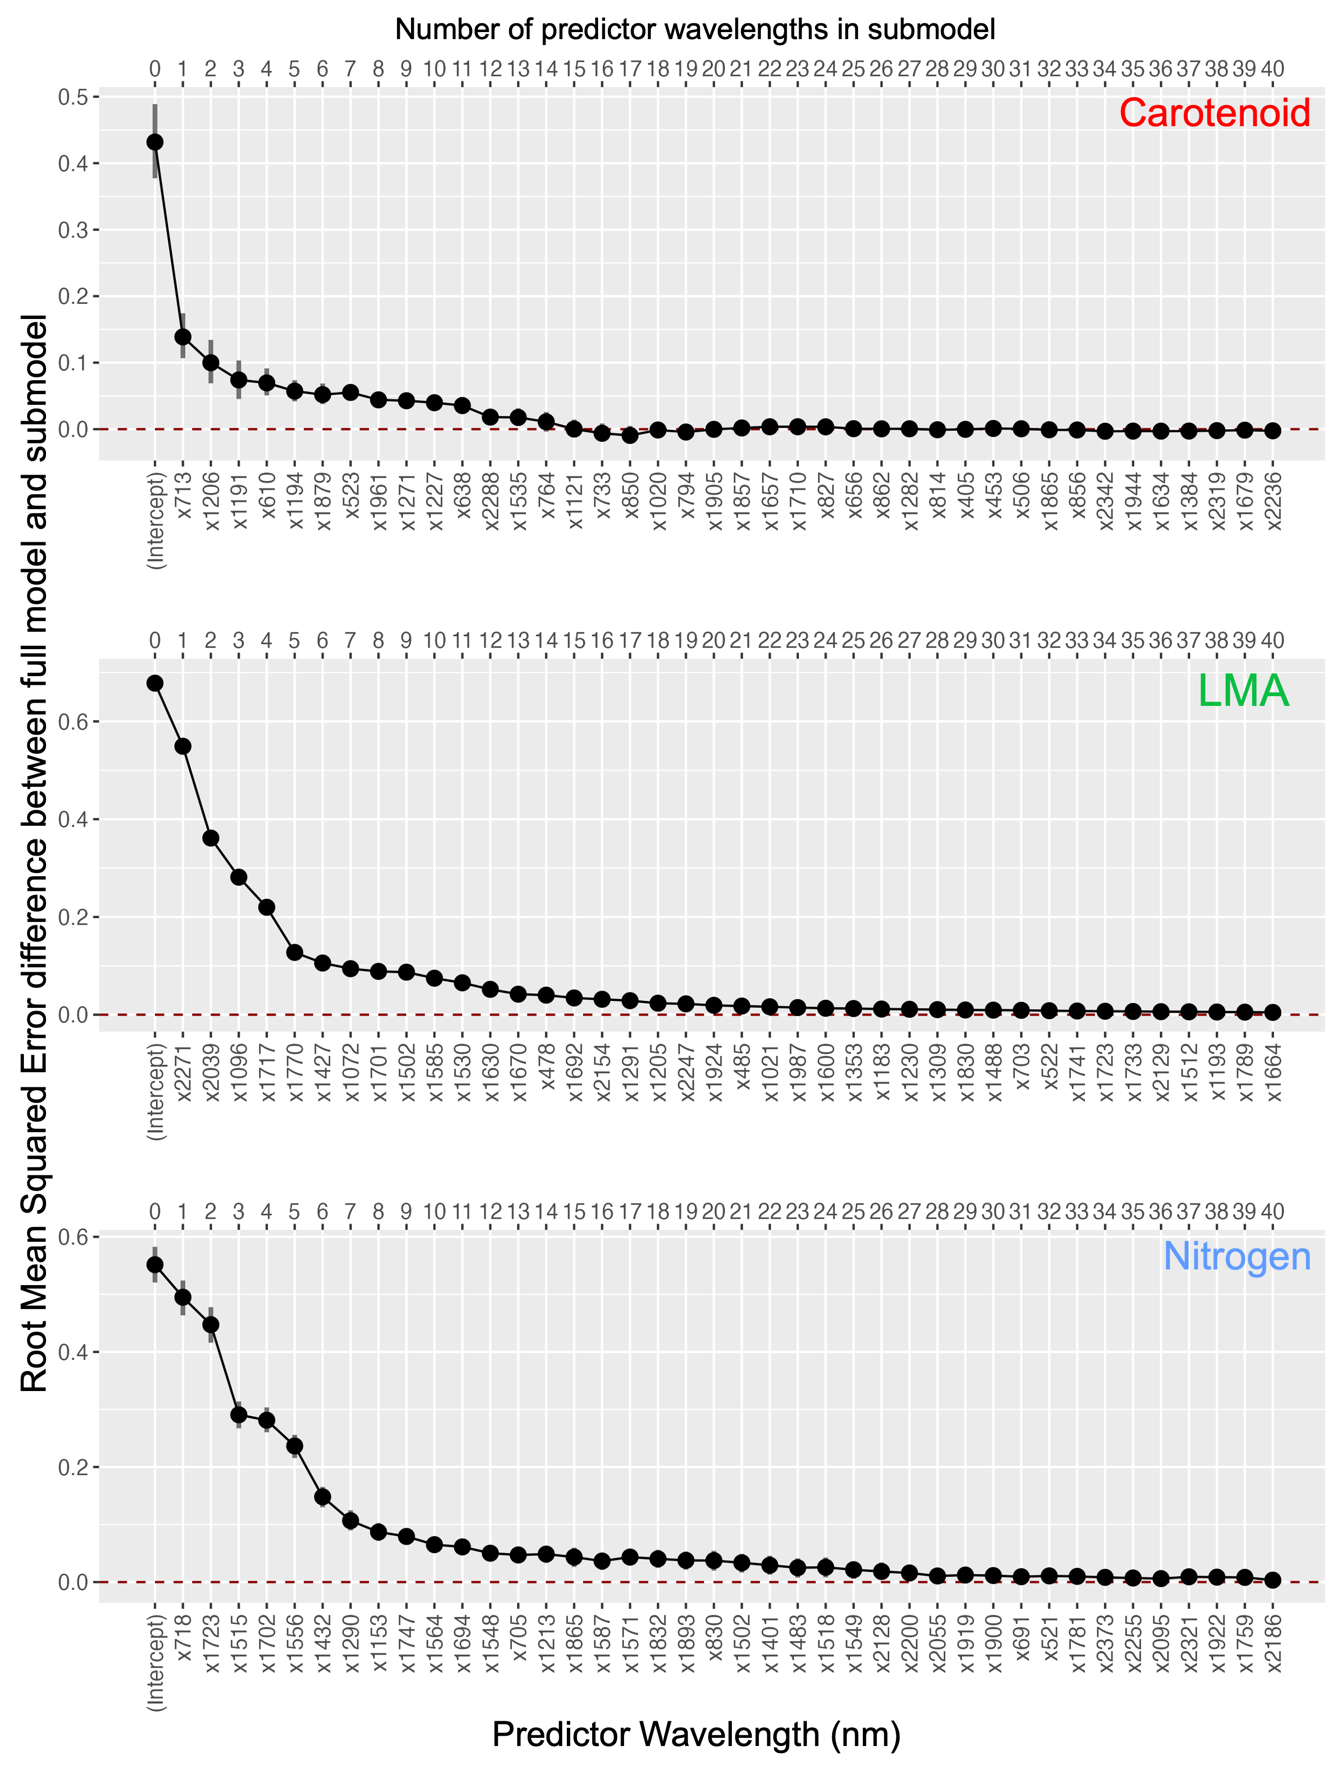 Number of predictor wavelengths in submodel
0 1 2 3 4 5 6 7 8 9 10 11 12 13 14 15 16 17 18 19 20 21 22 23 24 25 26 27 28 29 30 31 32 33 34 35 36 37 38 39 40
Carotenoid
0.5
0.4
0.3
0.2
0.1
0.0
(Intercept) x713 x1206 x1191 x610 x1194 x1879 x523 x1961 x1271 x1227 x638 x2288 x1535 x764 x1121 x733 x850 x1020 x794 x1905 x1857 x1657 x1710 x827 x656 x862 x1282 x814 x405 x453 x506 x1865 x856 x2342 x1944 x1634 x1384 x2319 x1679 x2236
Root Mean Squared Error difference between full model and submodel
0 1 2 3 4 5 6 7 8 9 10 11 12 13 14 15 16 17 18 19 20 21 22 23 24 25 26 27 28 29 30 31 32 33 34 35 36 37 38 39 40
LMA
0.6
0.4
0.2
0.0
(Intercept) x2271 x2039 x1096 x1717 x1770 x1427 x1072 x1701 x1502 x1585 x1530 x1630 x1670 x478 x1692 x2154 x1291 x1205 x2247 x1924 x485 x1021 x1987 x1600 x1353 x1183 x1230 x1309 x1830 x1488 x703 x522 x1741 x1723 x1733 x2129 x1512 x1193 x1789 x1664
0 1 2 3 4 5 6 7 8 9 10 11 12 13 14 15 16 17 18 19 20 21 22 23 24 25 26 27 28 29 30 31 32 33 34 35 36 37 38 39 40
Nitrogen
0.6
0.4
0.2
0.0
(Intercept) x718 x1723 x1515 x1702 x1556 x1432 x1290 x1153 x1747 x1564 x1694 x1548 x705 x1213 x1865 x1587 x1571 x1832 x1893 x830 x1502 x1401 x1483 x1518 x1549 x2128 x2200 x2055 x1919 x1900 x691 x521 x1781 x2373 x2255 x2095 x2321 x1922 x1759 x2186
Predictor Wavelength (nm)